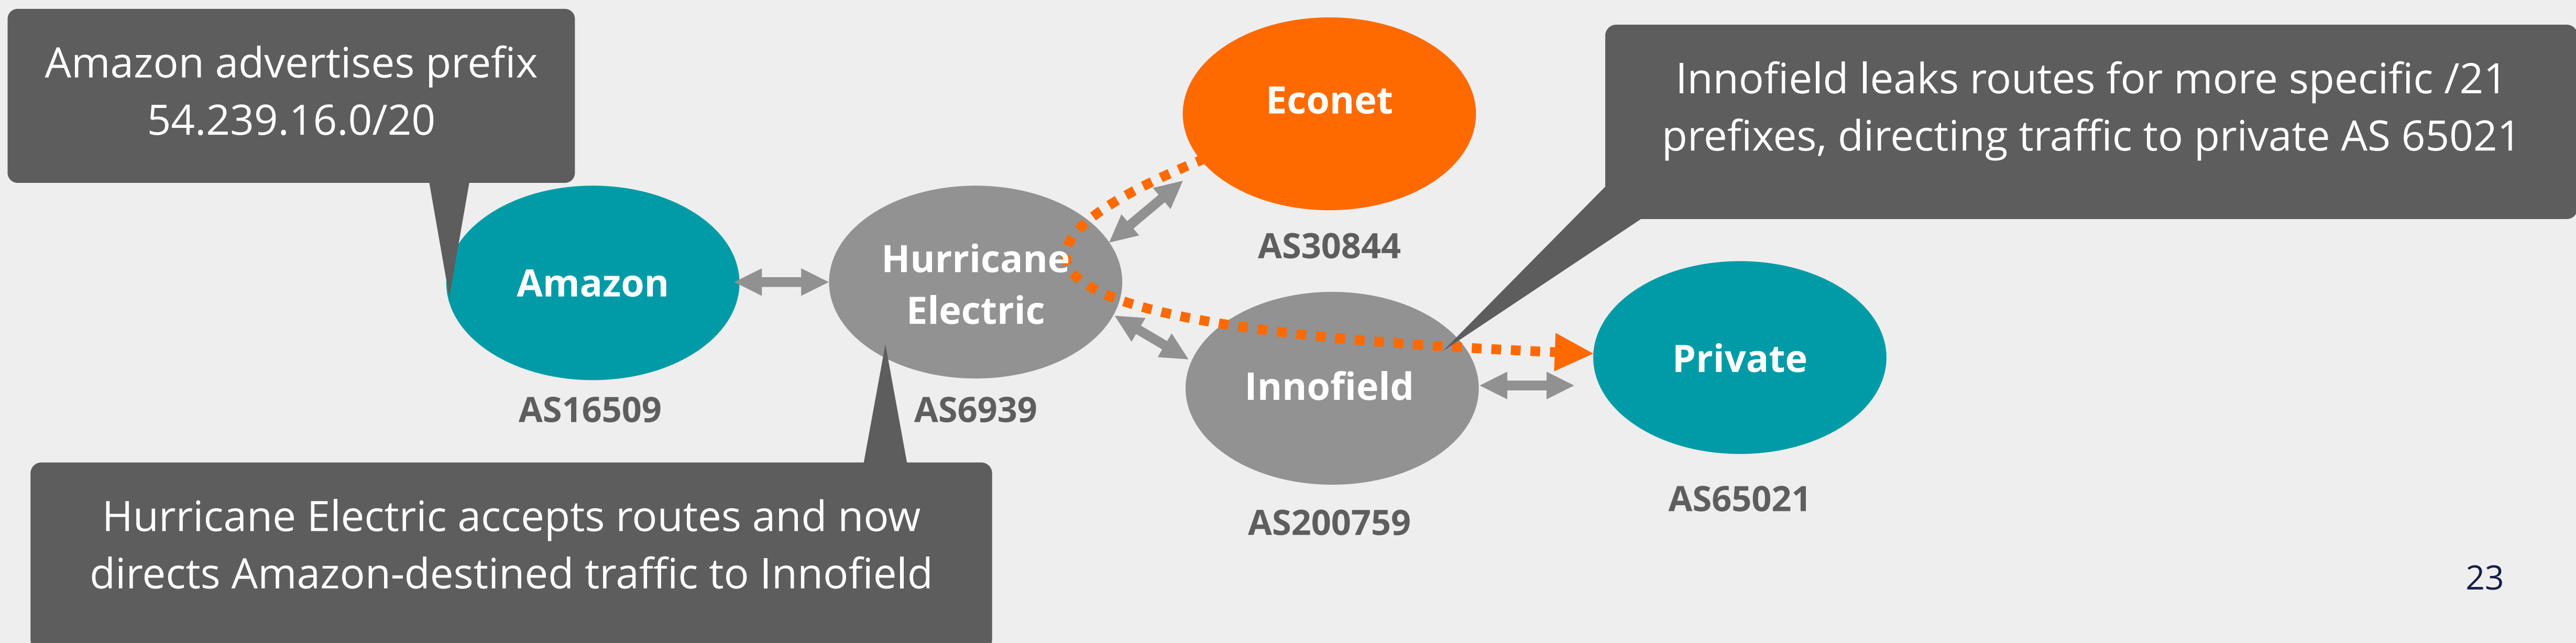 Amazon advertises prefix
54.239.16.0/20
Econet
AS30844
Innofield leaks routes for more specific /21
prefixes, directing traffic to private AS 65021
Amazon
AS16509
Hurricane
Electric
AS6939
Innofield
AS200759
Private
AS65021
Hurricane Electric accepts routes and now
directs Amazon-destined traffic to Innofield
23